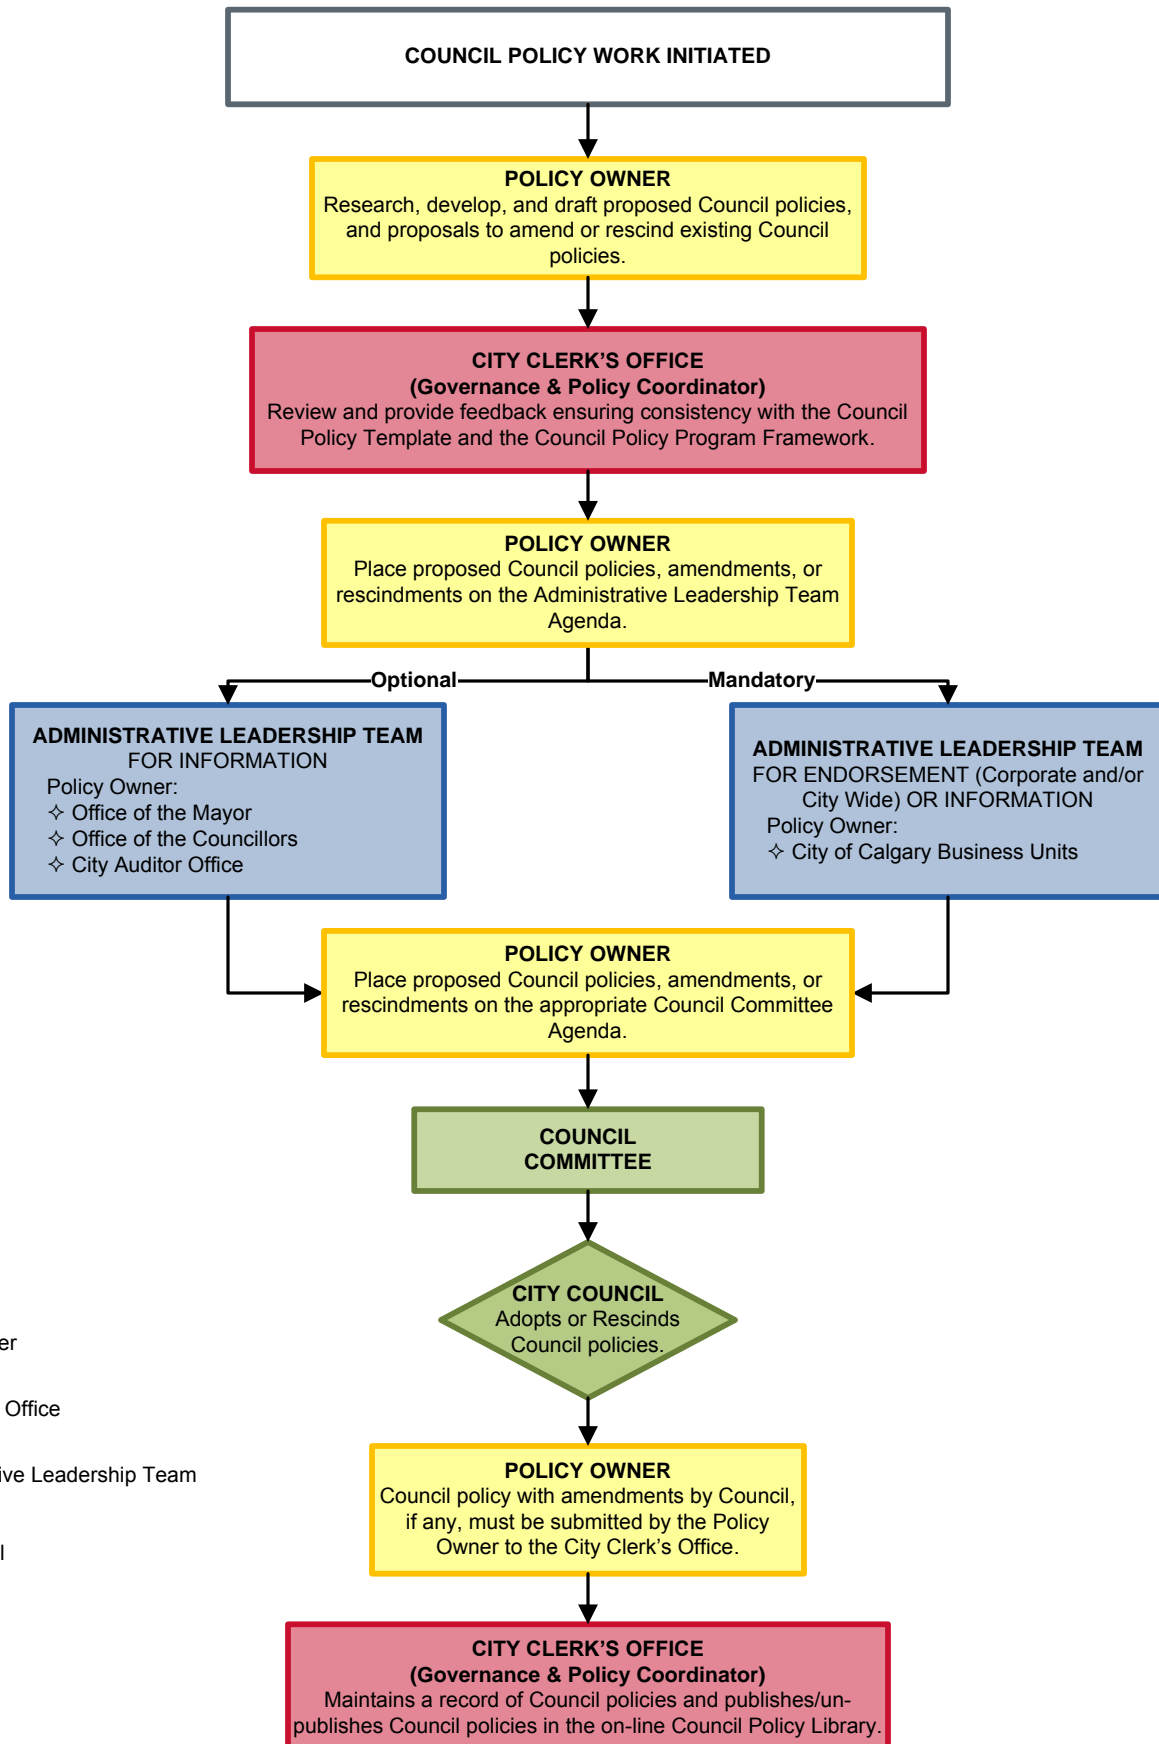 COUNCIL POLICY WORK INITIATED
POLICY OWNER
Research, develop, and draft proposed Council policies,
and proposals to amend or rescind existing Council
policies.
CITY CLERK’S OFFICE
(Governance & Policy Coordinator)
Review and provide feedback ensuring consistency with the Council
Policy Template and the Council Policy Program Framework.
POLICY OWNER
Place proposed Council policies, amendments, or
rescindments on the Administrative Leadership Team
Agenda.
Optional
Mandatory
ADMINISTRATIVE LEADERSHIP TEAM
FOR INFORMATION
Policy Owner:
✧ Office of the Mayor
✧ Office of the Councillors
✧ City Auditor Office
ADMINISTRATIVE LEADERSHIP TEAM
FOR ENDORSEMENT (Corporate and/or
City Wide) OR INFORMATION
Policy Owner:
✧ City of Calgary Business Units
POLICY OWNER
Place proposed Council policies, amendments, or
rescindments on the appropriate Council Committee
Agenda.
COUNCIL
COMMITTEE
CITY COUNCIL
Adopts or Rescinds
Council policies.
er
Office
ive Leadership Team
l
POLICY OWNER
Council policy with amendments by Council,
if any, must be submitted by the Policy
Owner to the City Clerk’s Office.
CITY CLERK’S OFFICE
(Governance & Policy Coordinator)
Maintains a record of Council policies and publishes/un-
publishes Council policies in the on-line Council Policy Library.